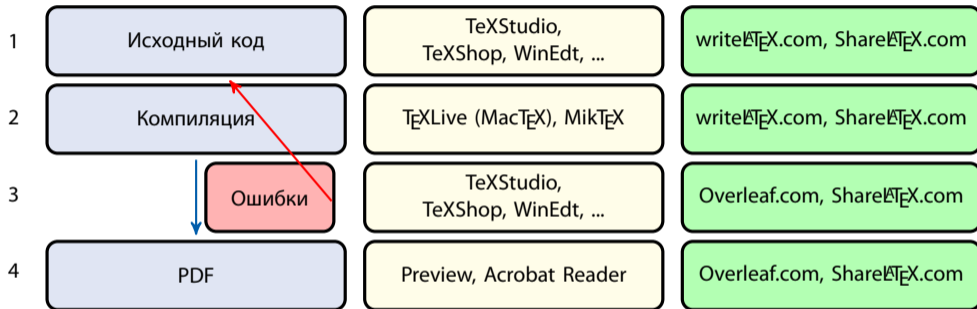 1
Исходный код
TeXStudio,
TeXShop, WinEdt, ...
writeLATEX.com, ShareLATEX.com
2
Компиляция
TEXLive (MacTEX), MikTEX
writeLATEX.com, ShareLATEX.com
3
Ошибки
TeXStudio,
TeXShop, WinEdt, ...
Overleaf.com, ShareLATEX.com
4
PDF
Preview, Acrobat Reader
Overleaf.com, ShareLATEX.com